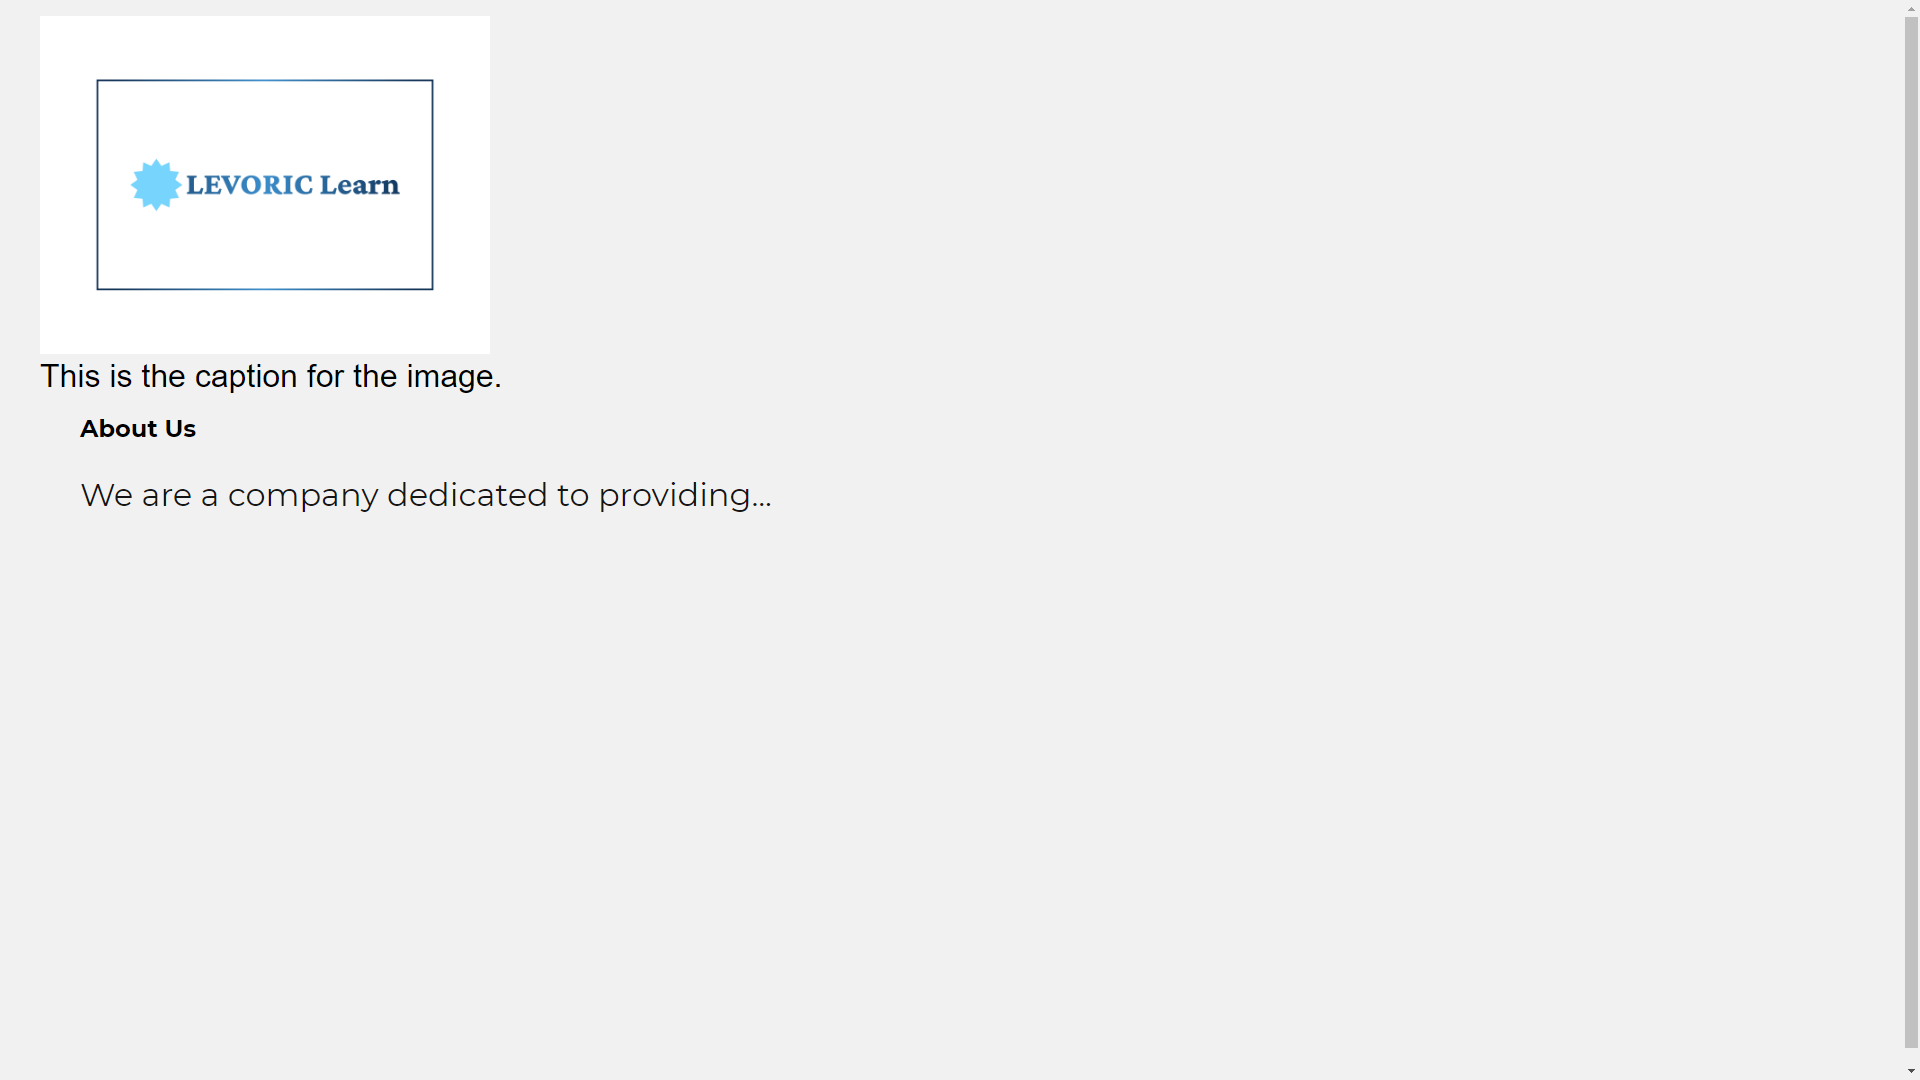 LEVORIC Learn
This is the caption for the image.
About Us
We are a company dedicated to providing...